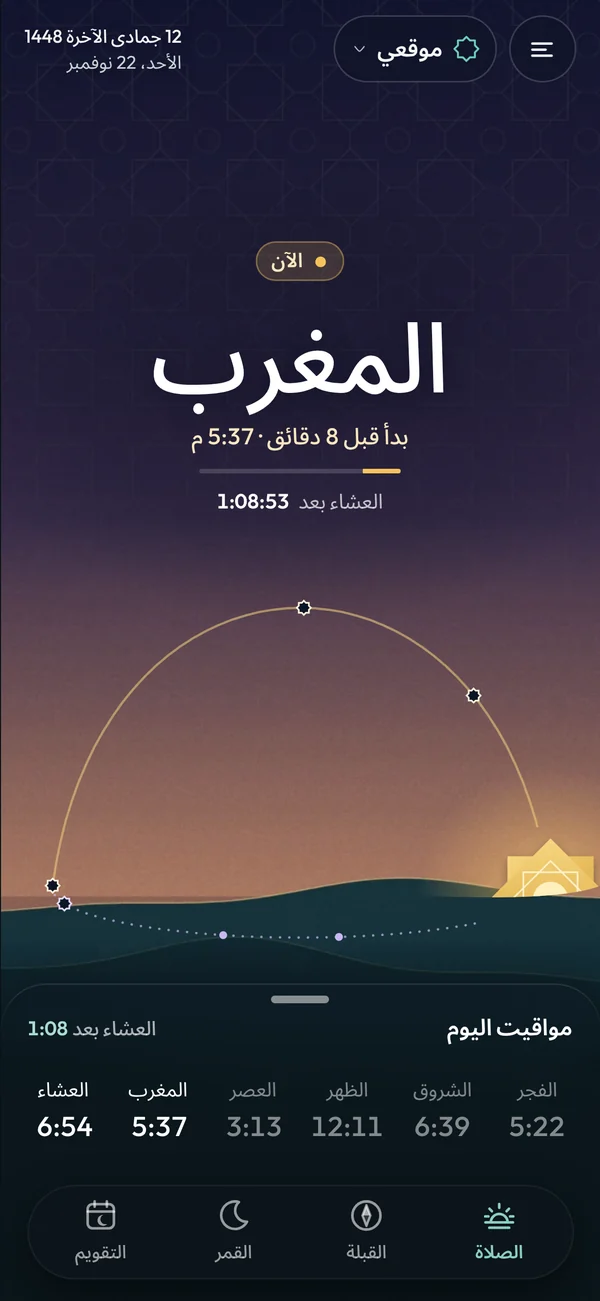 موقعي
12 جمادى الآخرة 1448
الأحد، 22 نوفمبر
الآن
المغرب
بدأ قبل 8 دقائق · 5:37 م
العشاء بعد 1:08:53
مواقيت اليوم
العشاء بعد 1:08
الفجر الشروق الظهر العصر المغرب العشاء
5:22 6:39 12:11 3:13 5:37 6:54
الصلاة القبلة القمر التقويم